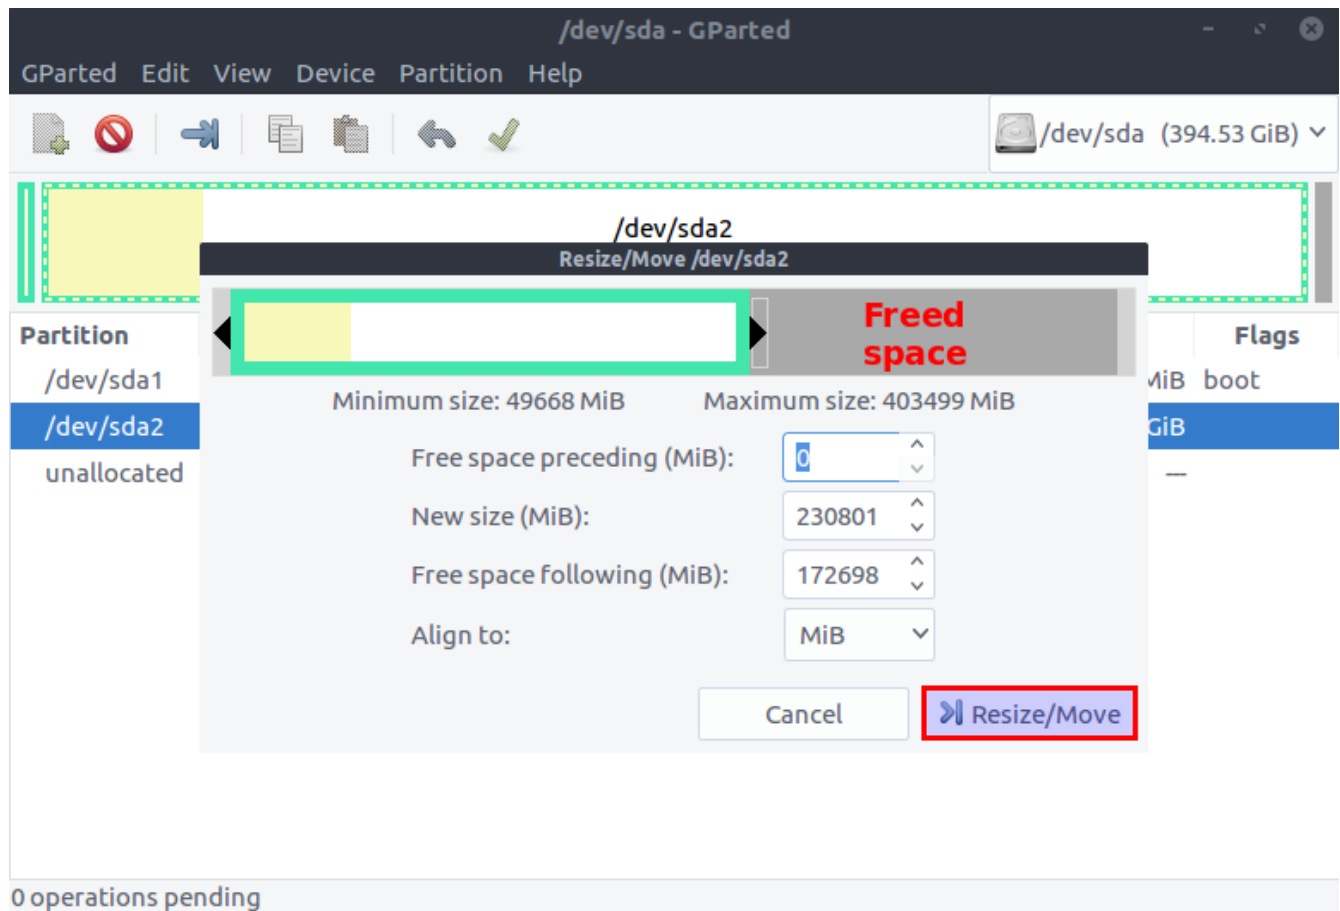 /dev/sda - GParted
GParted Edit View Device Partition Help
/dev/sda (394.53 GiB)
/dev/sda2
Resize/Move /dev/sda2
Freed
space
Partition
Flags
/dev/sda1
MiB boot
Minimum size: 49668 MiB Maximum size: 403499 MiB
/dev/sda2
GiB
Free space preceding (MiB): 0
unallocated
---
New size (MiB): 230801
Free space following (MiB): 172698
Align to: MiB
Cancel Resize/Move
0 operations pending